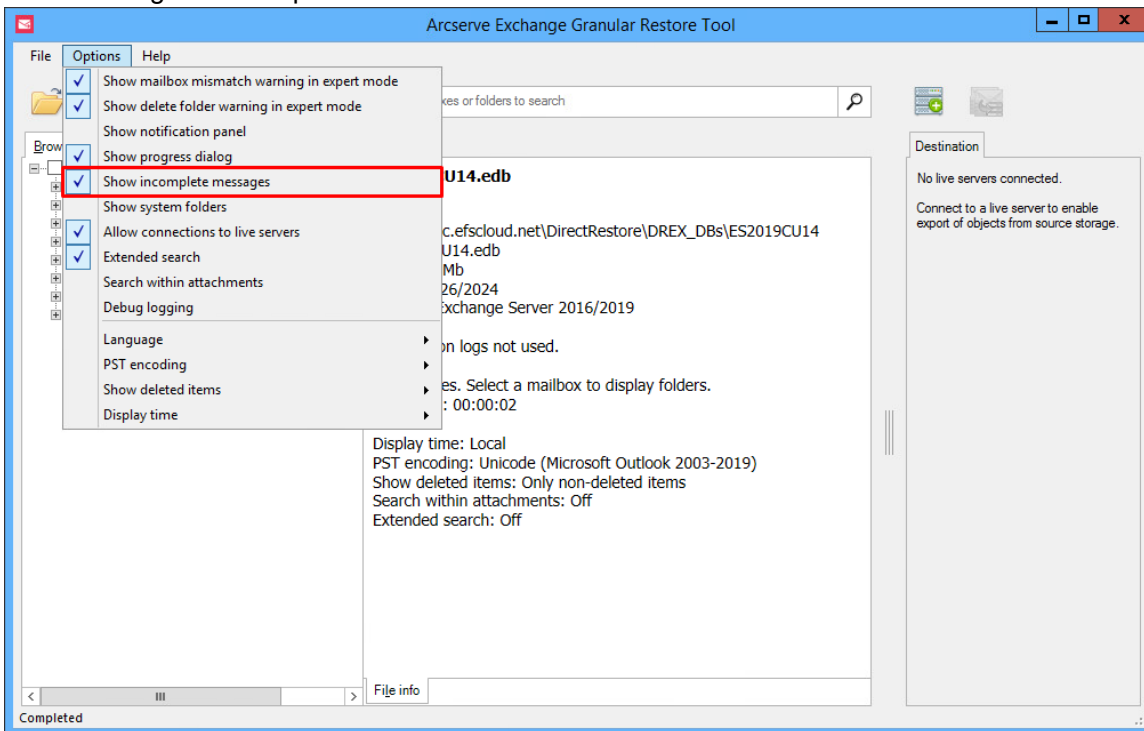 Arcserve Exchange Granular Restore Tool
File Options Help
Show mailbox mismatch warning in expert mode
Show delete folder warning in expert mode
Show notification panel
Show progress dialog
Show incomplete messages
Show system folders
Allow connections to live servers
Extended search
Search within attachments
Debug logging
Language
PST encoding
Show deleted items
Display time
or folders to search
Brow
U14.edb
c.efscloud.net\DirectRestore\DREX_DBs\ES2019CU14
U14.edb
Mb
26/2024
Exchange Server 2016/2019
on logs not used.
es. Select a mailbox to display folders.
: 00:00:02
Display time: Local
PST encoding: Unicode (Microsoft Outlook 2003-2019)
Show deleted items: Only non-deleted items
Search within attachments: Off
Extended search: Off
File info
Destination
No live servers connected.
Connect to a live server to enable
export of objects from source storage.
Completed